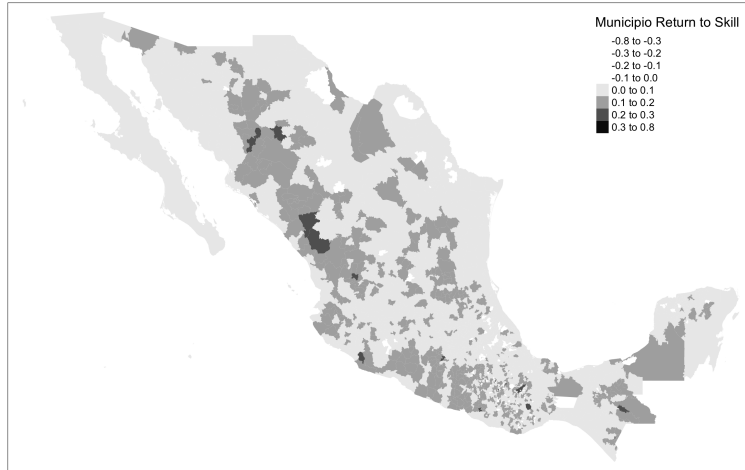 Municipio Return to Skill
-0.8 to -0.3
-0.3 to -0.2
-0.2 to -0.1
-0.1 to 0.0
0.0 to 0.1
0.1 to 0.2
0.2 to 0.3
0.3 to 0.8